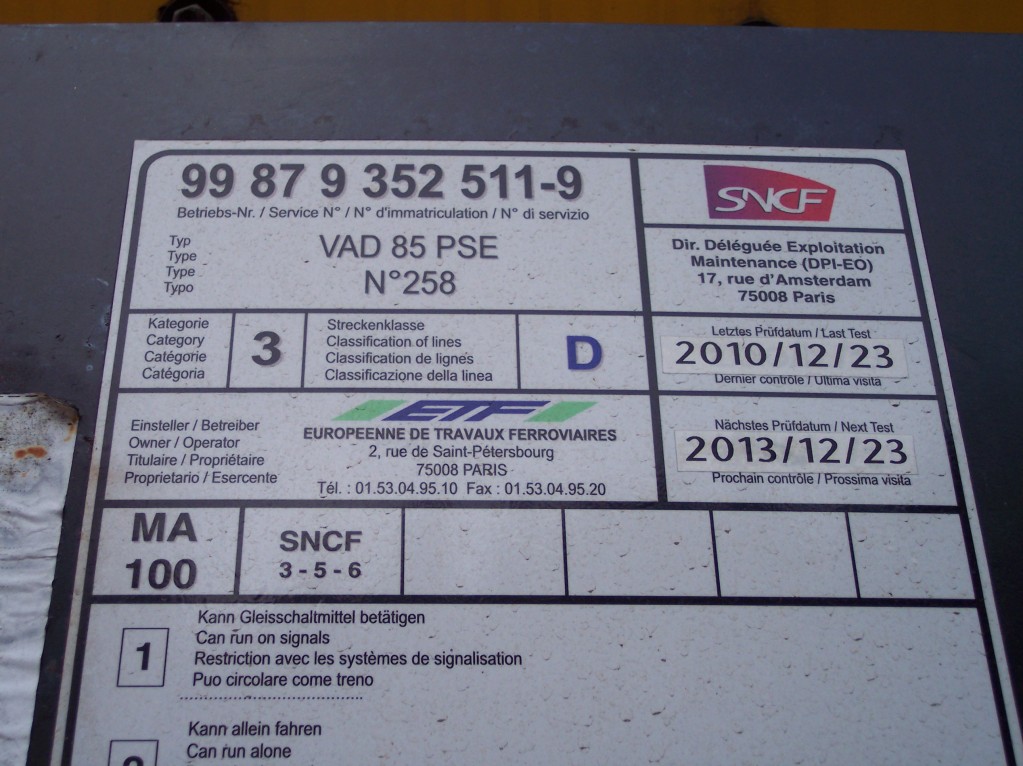 99 87 9 352 511-9
Betriebs-Nr. / Service N° / N° d'immatriculation / N° di servizio
Typ
Type
Type
Typo
VAD 85 PSE
N°258
SNCF
Dir. Déléguée Exploitation
Maintenance (DPI-EO)
17, rue d'Amsterdam
75008 Paris
Kategorie
Category
Catégorie
Catégoria
3
Streckenklasse
Classification of lines
Classification de lignes
Classificazione della linea
D
Letztes Prüfdatum / Last Test
2010/12/23
Dernier contrôle / Ultima visita
Einsteller / Betreiber
Owner / Operator
Titulaire / Propriétaire
Proprietario / Esercente
ETF
EUROPEENNE DE TRAVAUX FERROVIAIRES
2, rue de Saint-Pétersbourg
75008 PARIS
Tél. : 01.53.04.95.10 Fax : 01.53.04.95.20
Nächstes Prüfdatum / Next Test
2013/12/23
Prochain contrôle / Prossima visita
MA
100
SNCF
3 - 5 - 6
1
Kann Gleisschaltmittel betätigen
Can run on signals
Restriction avec les systèmes de signalisation
Puo circolare come treno
2
Kann allein fahren
Can run alone